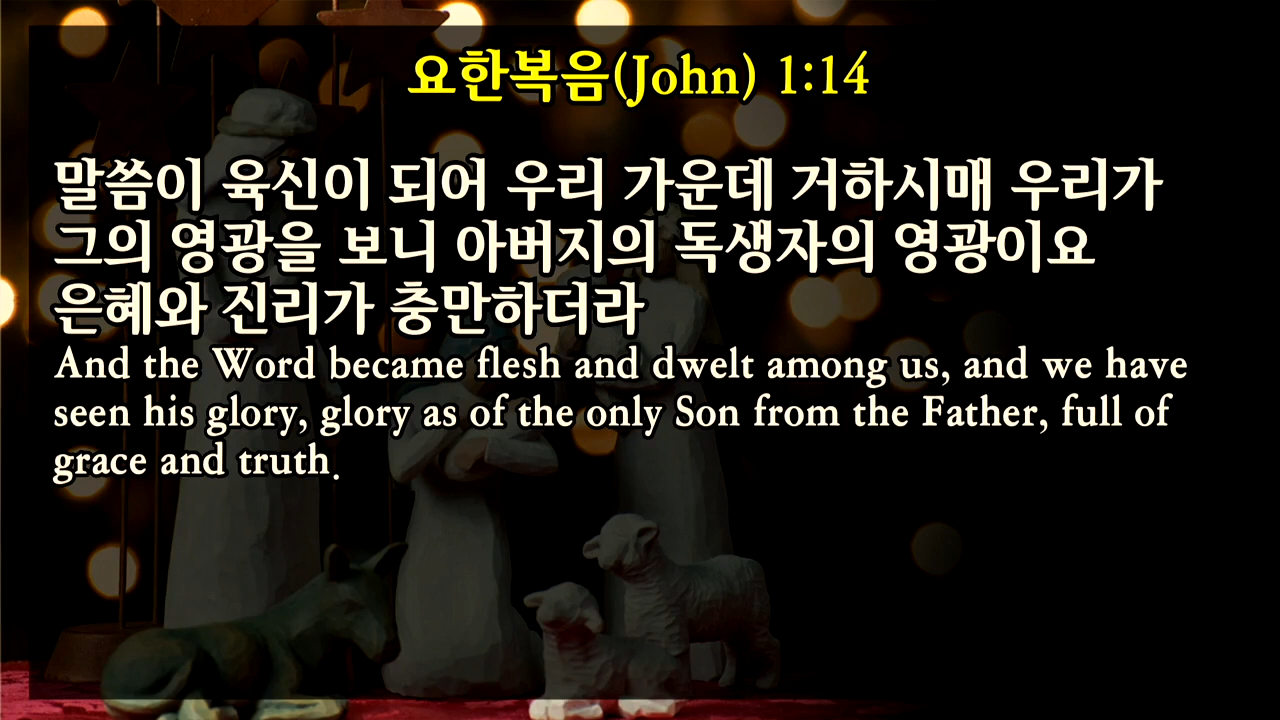 요한복음(John) 1:14
말씀이 육신이 되어 우리 가운데 거하시매 우리가
그의 영광을 보니 아버지의 독생자의 영광이요
은혜와 진리가 충만하더라
And the Word became flesh and dwelt among us, and we have
seen his glory, glory as of the only Son from the Father, full of
grace and truth.